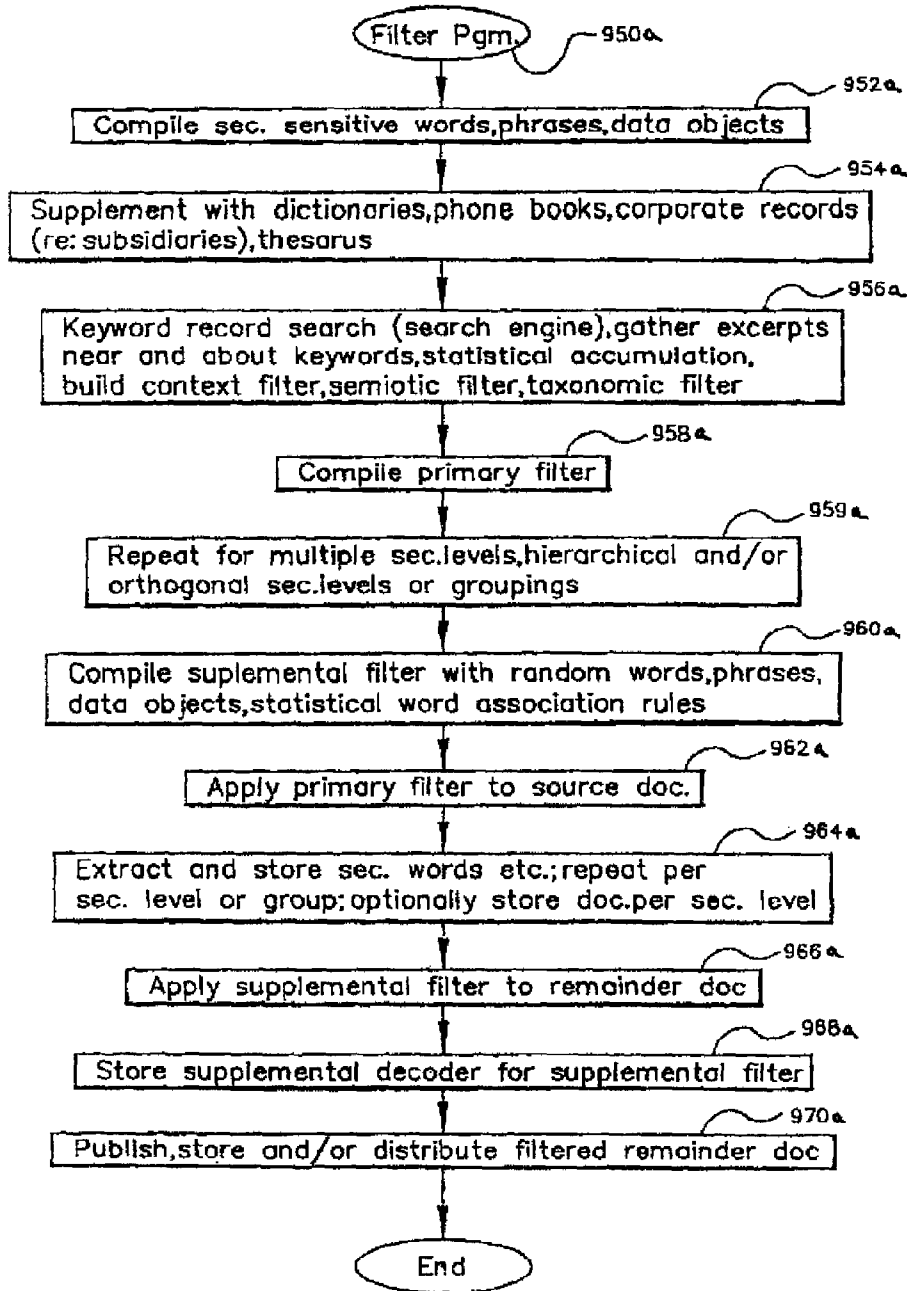 Filter Pgm.
950a
952a
Compile sec. sensitive words,phrases,data objects
954a
Supplement with dictionaries,phone books,corporate records
(re:subsidiaries),thesarus
956a
Keyword record search (search engine),gather excerpts
near and about keywords,statistical accumulation.
build context filter,semiotic filter,taxonomic filter
958a
Compile primary filter
959a
Repeat for multiple sec.levels,hierarchical and/or
orthogonal sec.levels or groupings
960a
Compile suplemental filter with random words,phrases,
data objects,statistical word association rules
962a
Apply primary filter to source doc.
964a
Extract and store sec. words etc.;repeat per
sec. level or group;optionally store doc.per sec. level
966a
Apply supplemental filter to remainder doc
988a
Store supplemental decoder for supplemental filter
970a
Publish,store and/or distribute filtered remainder doc
End